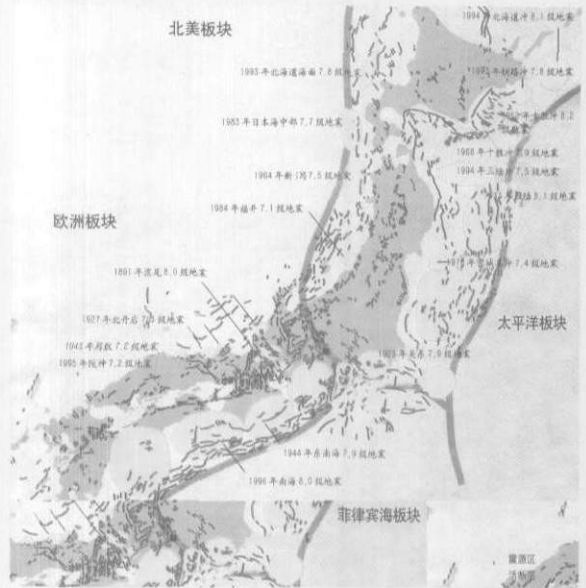 1994年北海道冲8.1级地震
北美板块
1993年北海道海面7.8级地震
1983年日本海中部7.7级地震
1968年十胜冲7.9级地震
1964年新泻7.5级地震
1994年三陆冲7.5级地震
1984年福井7.1级地震
欧洲板块
7.4级地震
1891年浓尾8.0级地震
1927年北丹后7.3级地震
太平洋板块
1995年阪神7.2级地震
1923年关东7.9级地震
1944年东南海7.9级地震
1996年南海8.0级地震
菲律宾海板块
震源区